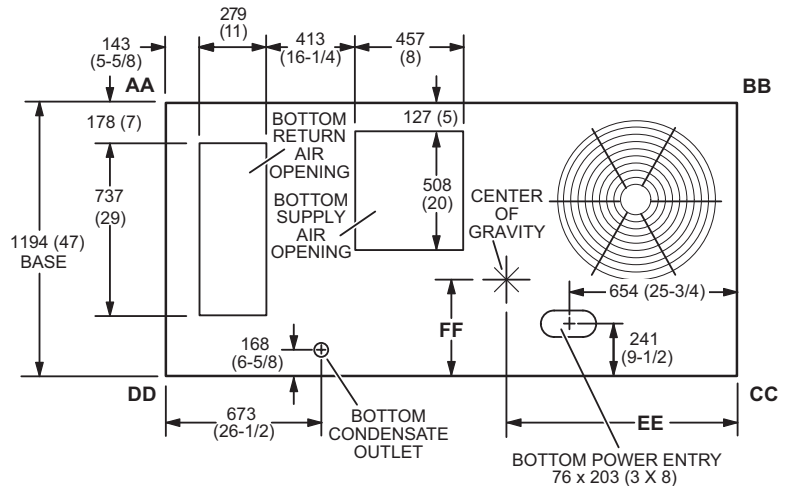 279
(11)
413
(16-1/4)
457
(8)
143
(5-5/8)
AA
BB
178 (7)
BOTTOM
RETURN
AIR
OPENING
127 (5)
737
(29)
508
(20)
CENTER
OF
GRAVITY
BOTTOM
SUPPLY
AIR
OPENING
1194 (47)
BASE
654 (25-3/4)
FF
168
(6-5/8)
241
(9-1/2)
DD
CC
673
(26-1/2)
BOTTOM
CONDENSATE
OUTLET
EE
BOTTOM POWER ENTRY
76 x 203 (3 X 8)